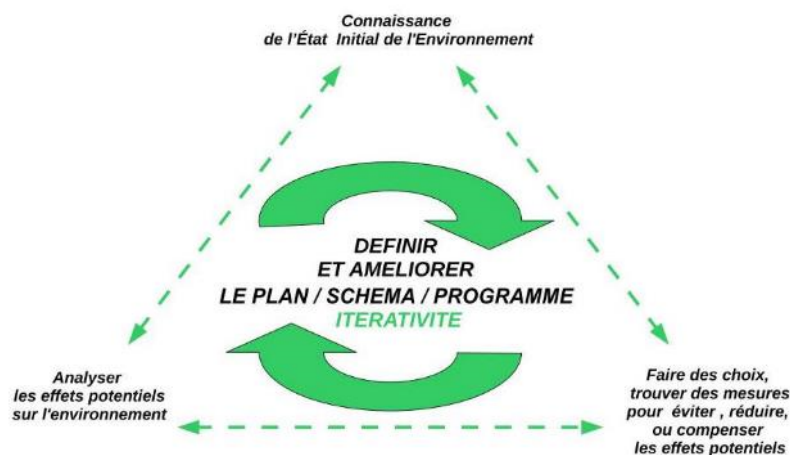 Connaissance
de l'État Initial de l'Environnement
DEFINIR
ET AMELIORER
LE PLAN / SCHEMA / PROGRAMME
ITERATIVITE
Analyser
les effets potentiels
sur l'environnement
Faire des choix,
trouver des mesures
pour éviter , réduire,
ou compenser
les effets potentiels